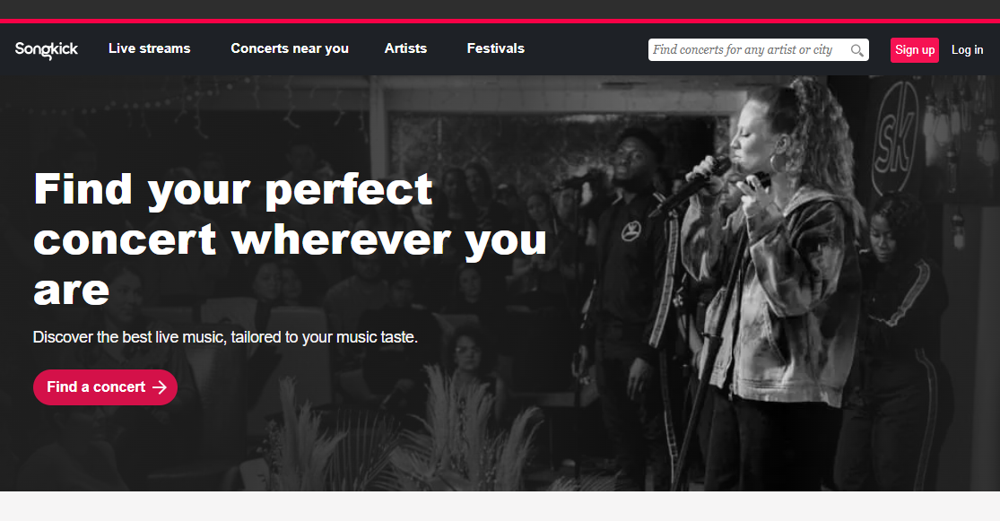 Songkick Live streams Concerts near you Artists Festivals Find concerts for any artist or city Sign up Log in
sk
Find your perfect
concert wherever you
are
Discover the best live music, tailored to your music taste.
Find a concert →